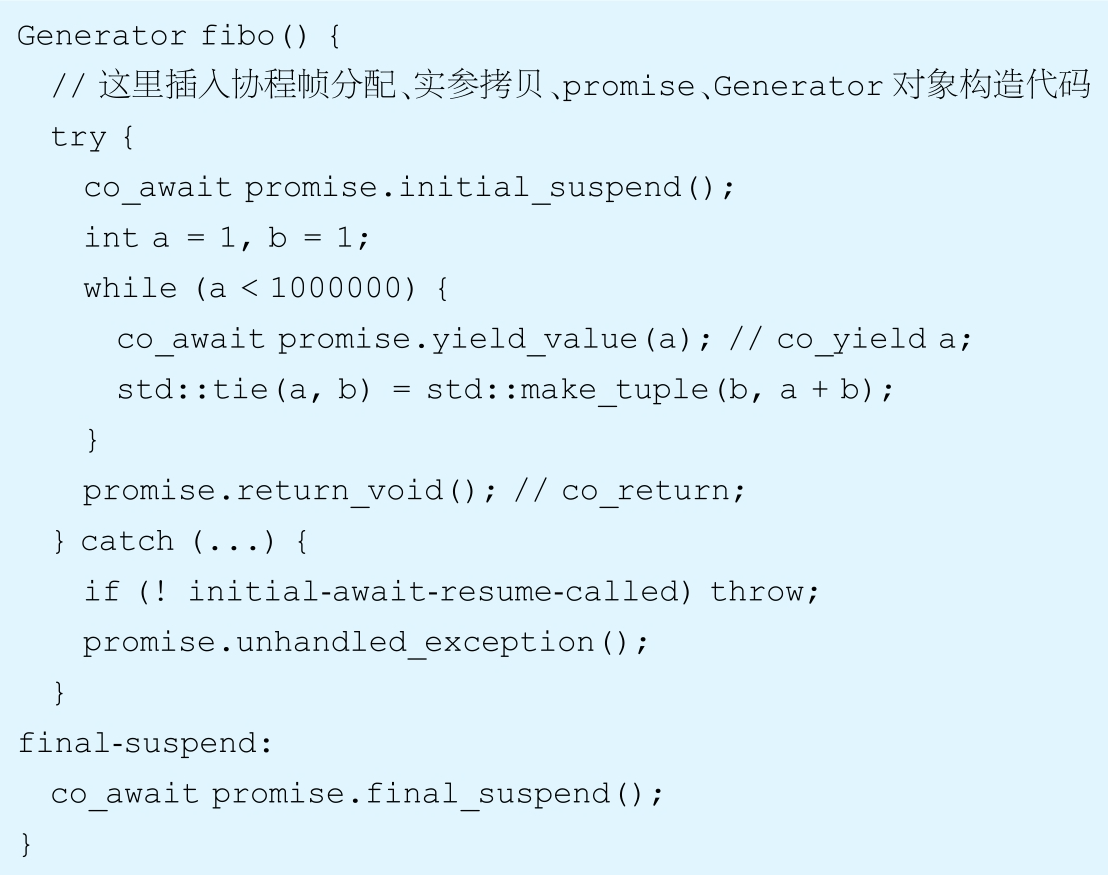 Generator fibo() {
// 这里插入协程帧分配、实参拷贝、promise、Generator 对象构造代码
try {
co_await promise.initial_suspend();
int a = 1, b = 1;
while (a < 1000000) {
co_await promise.yield_value(a); // co_yield a;
std::tie(a, b) = std::make_tuple(b, a + b);
}
promise.return_void(); // co_return;
} catch (...) {
if (! initial-await-resume-called) throw;
promise.unhandled_exception();
}
final-suspend:
co_await promise.final_suspend();
}